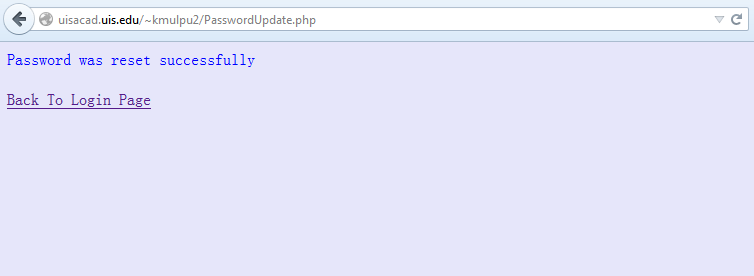 uisacad.uis.edu/~kmulpu2/PasswordUpdate.php
Password was reset successfully
Back To Login Page